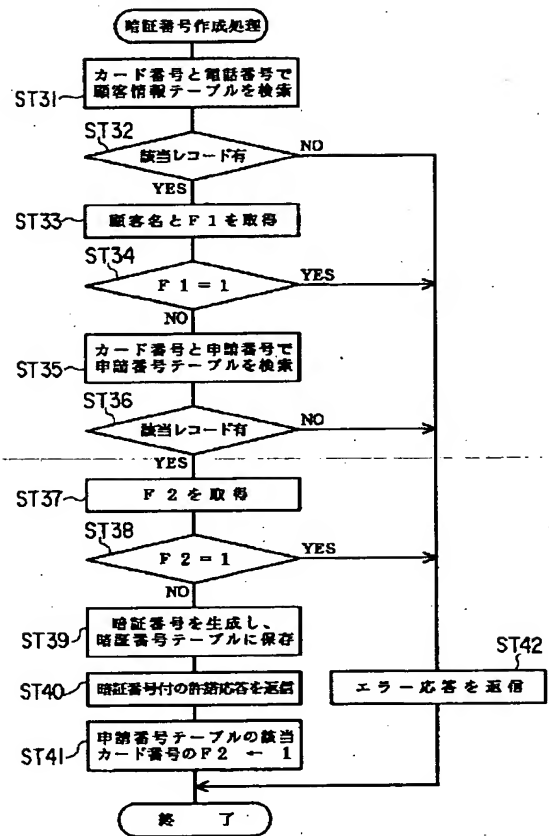 暗証番号作成処理
ST31
カード番号と電話番号で
顧客情報テーブルを検索
ST32
該当レコード有
NO
YES
ST33
顧客名とF1を取得
ST34
F1=1
YES
NO
ST35
カード番号と申請番号で
申請番号テーブルを検索
ST36
該当レコード有
NO
YES
ST37
F2を取得
ST38
F2=1
YES
NO
ST39
暗証番号を生成し、
暗証番号テーブルに保存
ST42
エラー応答を返信
ST40
暗証番号付の許諾応答を返信
ST41
申請番号テーブルの該当
カード番号のF2 ← 1
終了